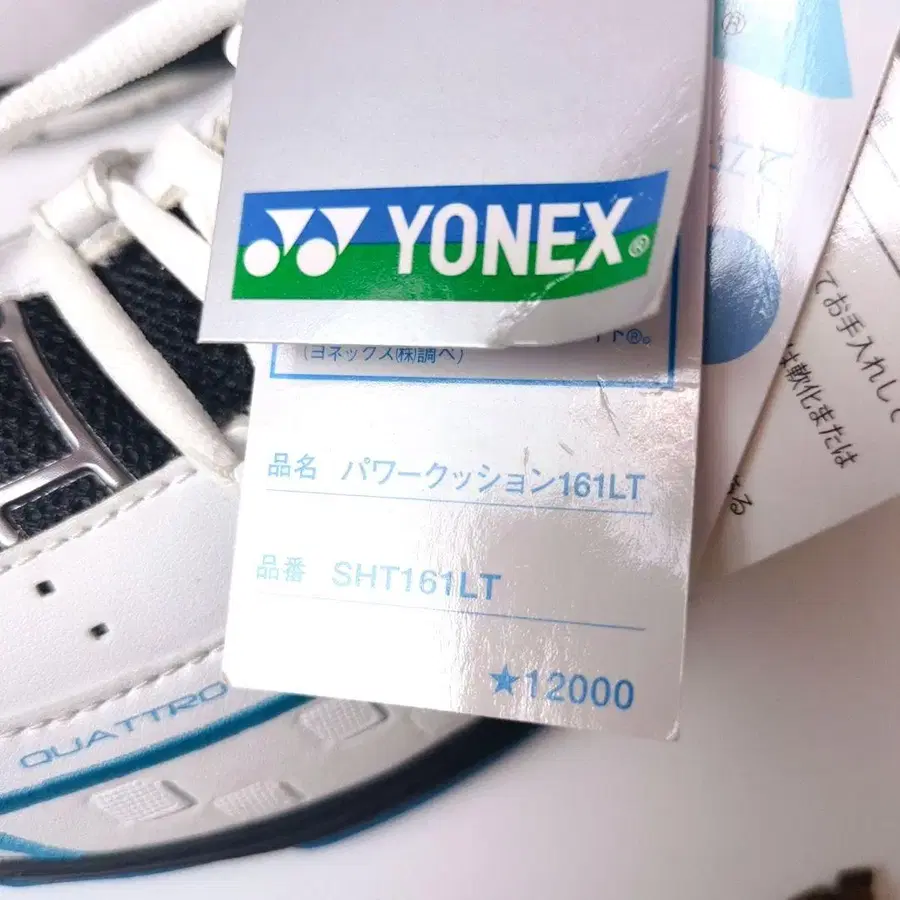 YONEX®
ト®。
(ヨネックス(株)調べ)
品名 パワークッション161LT
品番 SHT161LT
★12000
QUATTRO
®
てお手入れして
は軟化または